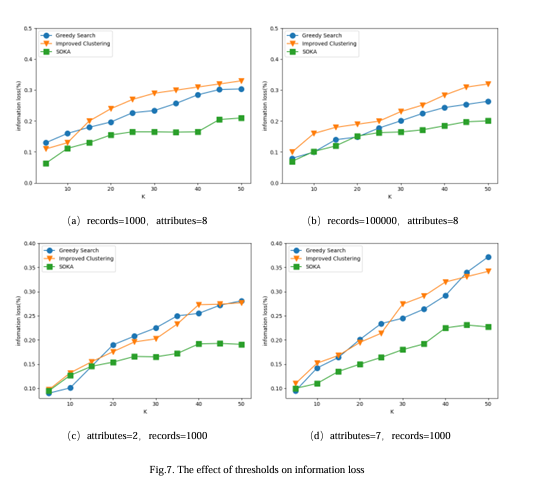 0.5
0.4
0.3
0.2
0.1
0.0
information loss(%)
Greedy Search
Improved Clustering
SOKA
10 20 30 40 50
K
(a) records=1000, attributes=8
0.5
0.4
0.3
0.2
0.1
0.0
information loss(%)
Greedy Search
Improved Clustering
SOKA
10 20 30 40 50
K
(b) records=100000, attributes=8
0.40
0.35
0.30
0.25
0.20
0.15
0.10
information loss(%)
Greedy Search
Improved Clustering
SOKA
10 20 30 40 50
K
(c) attributes=2, records=1000
0.40
0.35
0.30
0.25
0.20
0.15
0.10
information loss(%)
Greedy Search
Improved Clustering
SOKA
10 20 30 40 50
K
(d) attributes=7, records=1000
Fig.7. The effect of thresholds on information loss